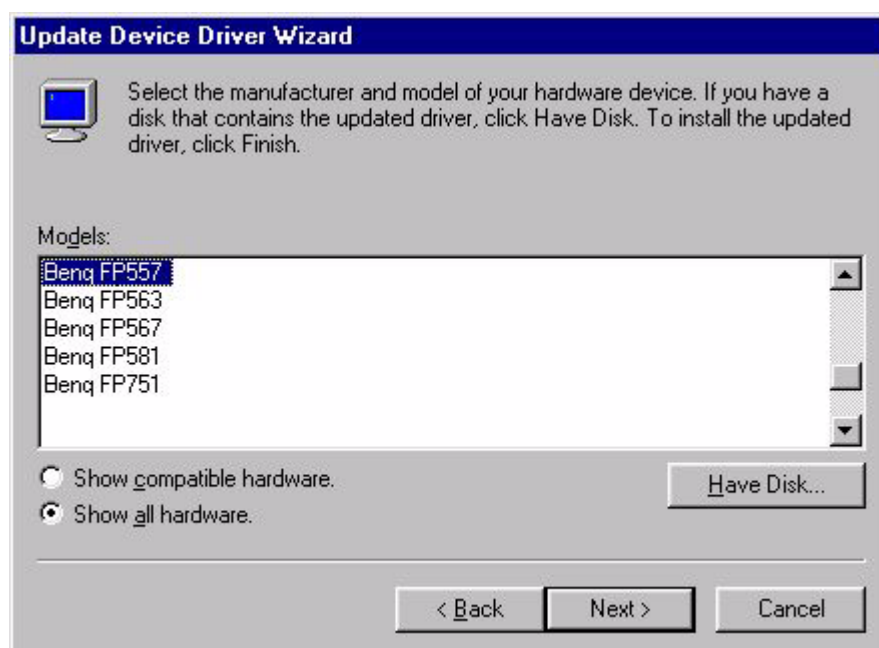 Update Device Driver Wizard
Select the manufacturer and model of your hardware device. If you have a
disk that contains the updated driver, click Have Disk. To install the updated
driver, click Finish.
Models:
Benq FP557
Benq FP563
Benq FP567
Benq FP581
Benq FP751
Show compatible hardware.
Have Disk...
Show all hardware.
< Back
Next >
Cancel